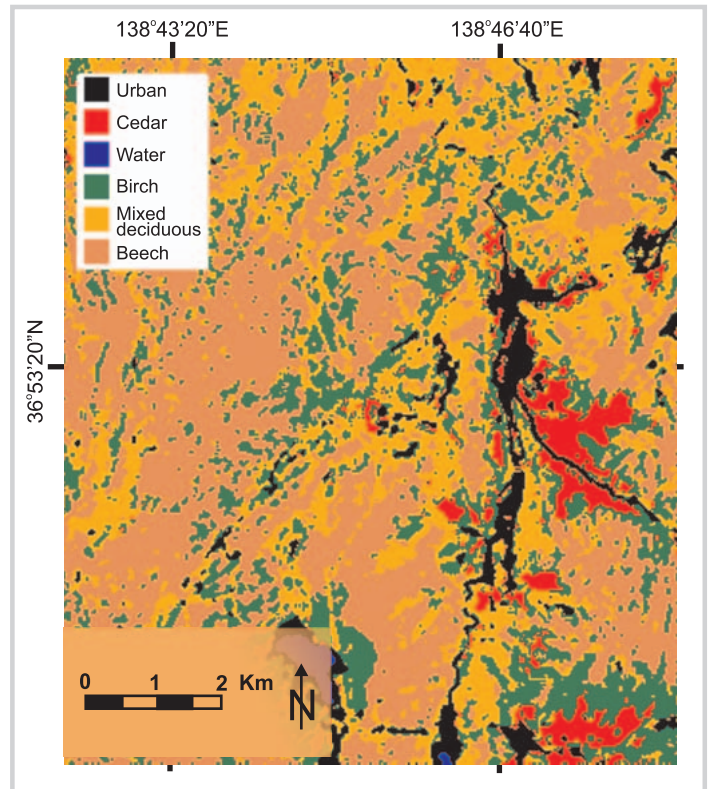 138°43'20”E
138°46'40”E
Urban
Cedar
Water
Birch
Mixed
deciduous
Beech
36°53'20”N
0 1 2 Km
N